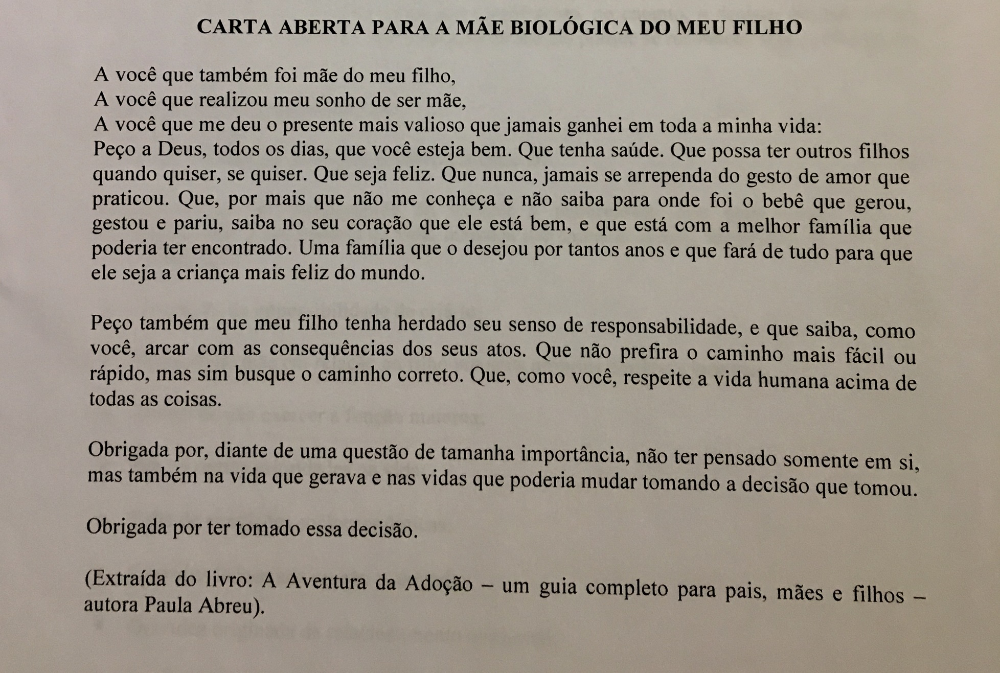 CARTA ABERTA PARA A MÃE BIOLÓGICA DO MEU FILHO
A você que também foi mãe do meu filho,
A você que realizou meu sonho de ser mãe,
A você que me deu o presente mais valioso que jamais ganhei em toda a minha vida:
Peço a Deus, todos os dias, que você esteja bem. Que tenha saúde. Que possa ter outros filhos
quando quiser, se quiser. Que seja feliz. Que nunca, jamais se arrependa do gesto de amor que
praticou. Que, por mais que não me conheça e não saiba para onde foi o bebê que gerou,
gestou e pariu, saiba no seu coração que ele está bem, e que está com a melhor família que
poderia ter encontrado. Uma família que o desejou por tantos anos e que fará de tudo para que
ele seja a criança mais feliz do mundo.
Peço também que meu filho tenha herdado seu senso de responsabilidade, e que saiba, como
você, arcar com as consequências dos seus atos. Que não prefira o caminho mais fácil ou
rápido, mas sim busque o caminho correto. Que, como você, respeite a vida humana acima de
todas as coisas.
Obrigada por, diante de uma questão de tamanha importância, não ter pensado somente em si,
mas também na vida que gerava e nas vidas que poderia mudar tomando a decisão que tomou.
Obrigada por ter tomado essa decisão.
(Extraída do livro: A Aventura da Adoção – um guia completo para pais, mães e filhos –
autora Paula Abreu).